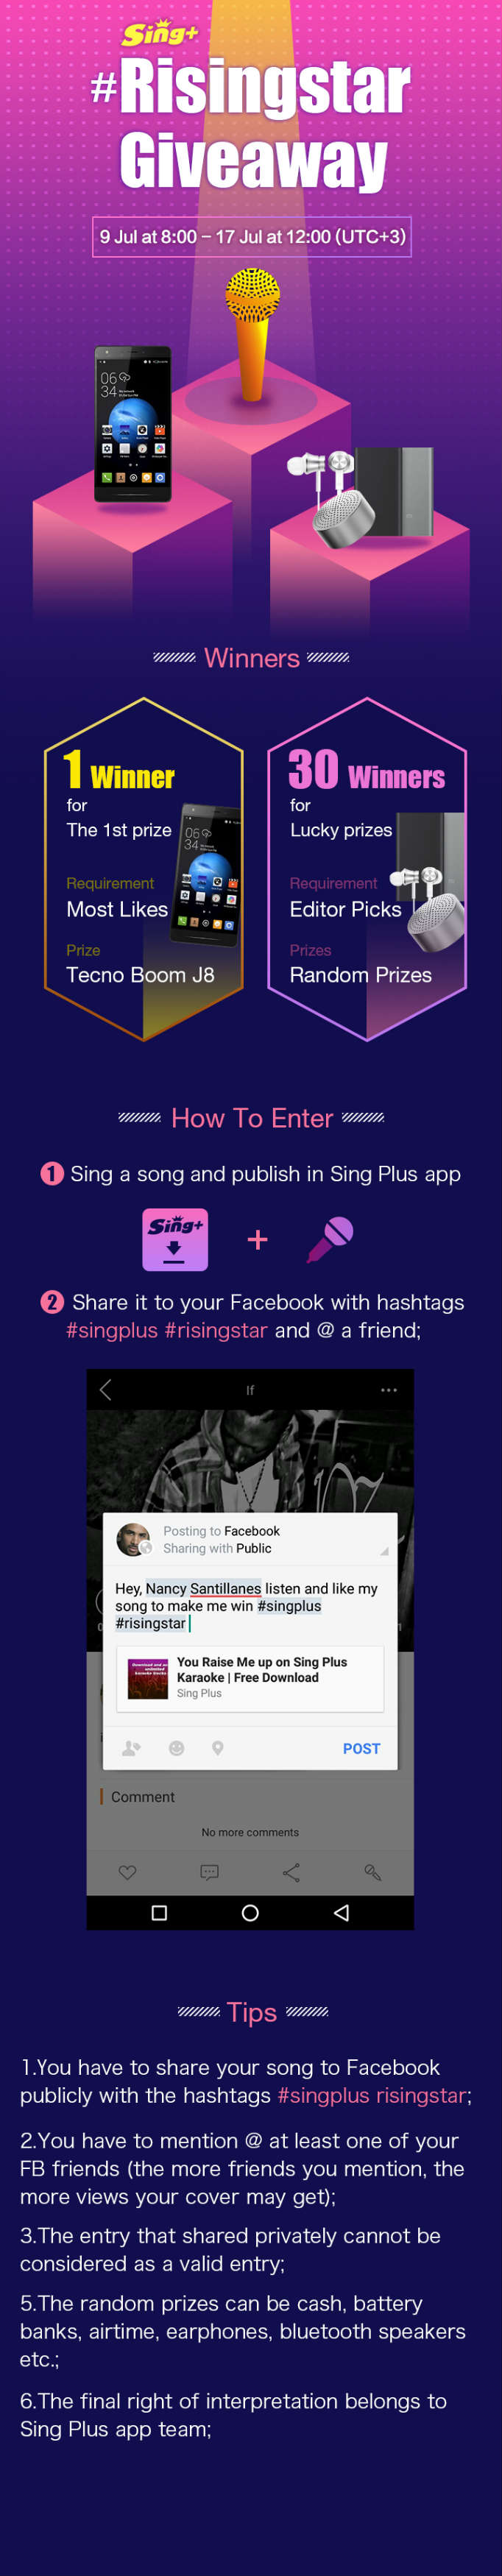 Sing+
#Risingstar
Giveaway
9 Jul at 8:00 – 17 Jul at 12:00 (UTC+3)
06
34
Winners
1 Winner
for
The 1st prize
06
34
Requirement
Most Likes
Prize
Tecno Boom J8
30 Winners
for
Lucky prizes
Requirement
Editor Picks
Prizes
Random Prizes
How To Enter
1 Sing a song and publish in Sing Plus app
Sing+
+
2 Share it to your Facebook with hashtags
#singplus #risingstar and @ a friend;
If
Posting to Facebook
Sharing with Public
Hey, Nancy Santillanes listen and like my
song to make me win #singplus
#risingstar
You Raise Me up on Sing Plus
Karaoke | Free Download
Sing Plus
POST
Comment
No more comments
Tips
1.You have to share your song to Facebook
publicly with the hashtags #singplus risingstar;
2.You have to mention @ at least one of your
FB friends (the more friends you mention, the
more views your cover may get);
3.The entry that shared privately cannot be
considered as a valid entry;
5.The random prizes can be cash, battery
banks, airtime, earphones, bluetooth speakers
etc.;
6.The final right of interpretation belongs to
Sing Plus app team;